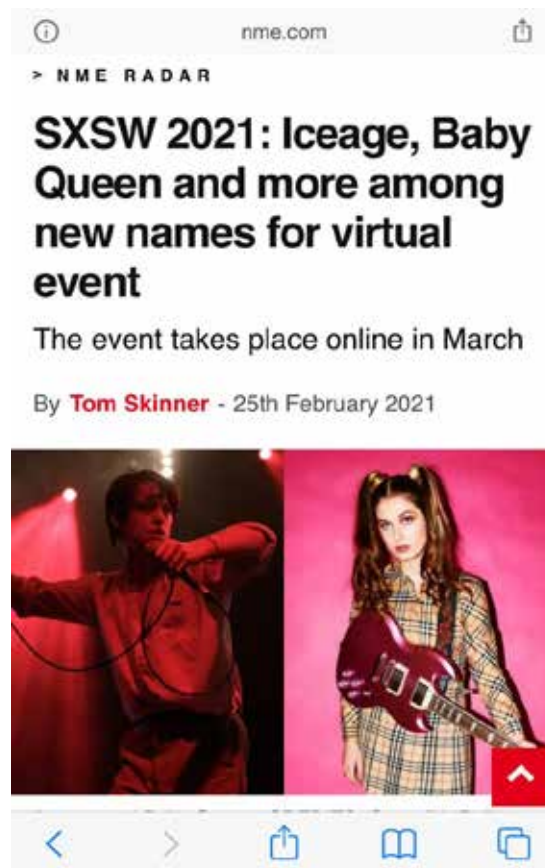 nme.com
> NME RADAR
SXSW 2021: Iceage, Baby
Queen and more among
new names for virtual
event
The event takes place online in March
By Tom Skinner - 25th February 2021